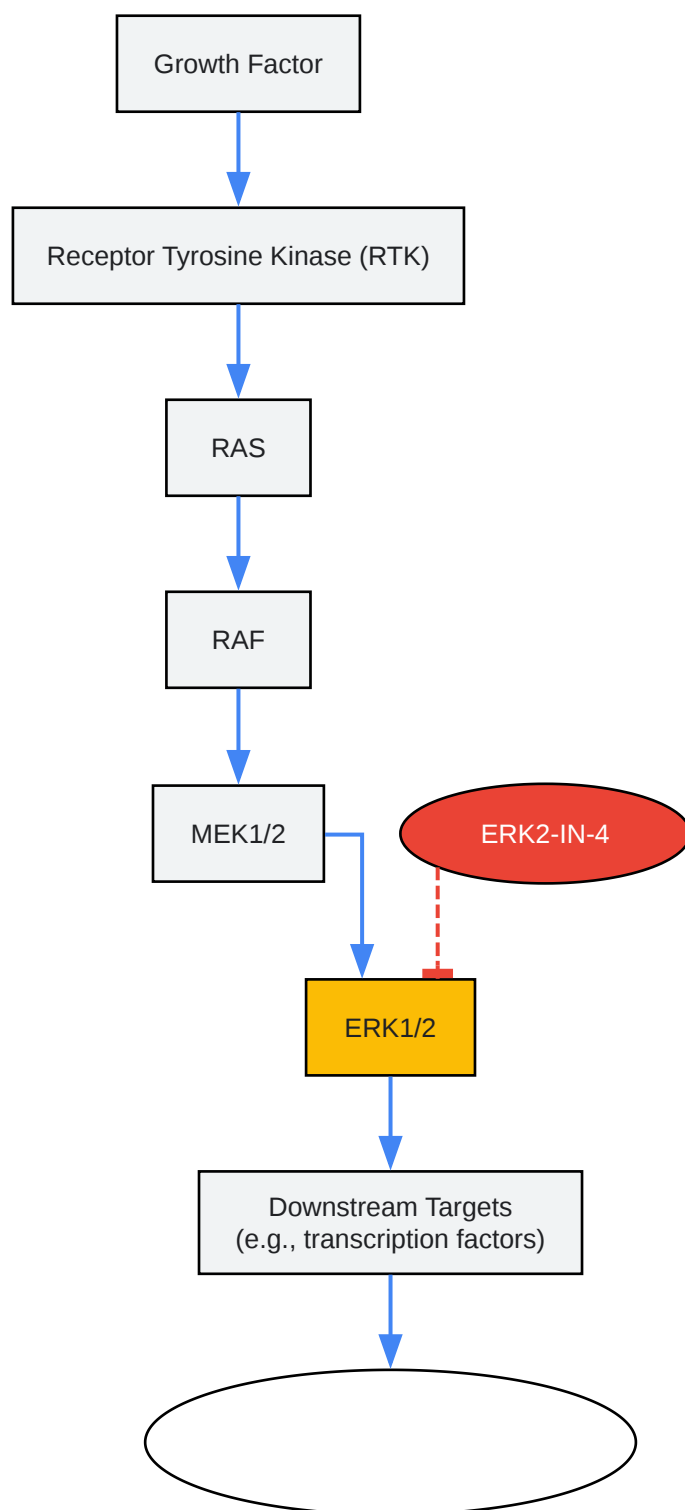 Growth Factor
Receptor Tyrosine Kinase (RTK)
RAS
RAF
MEK1/2
ERK2-IN-4
ERK1/2
Downstream Targets
(e.g., transcription factors)